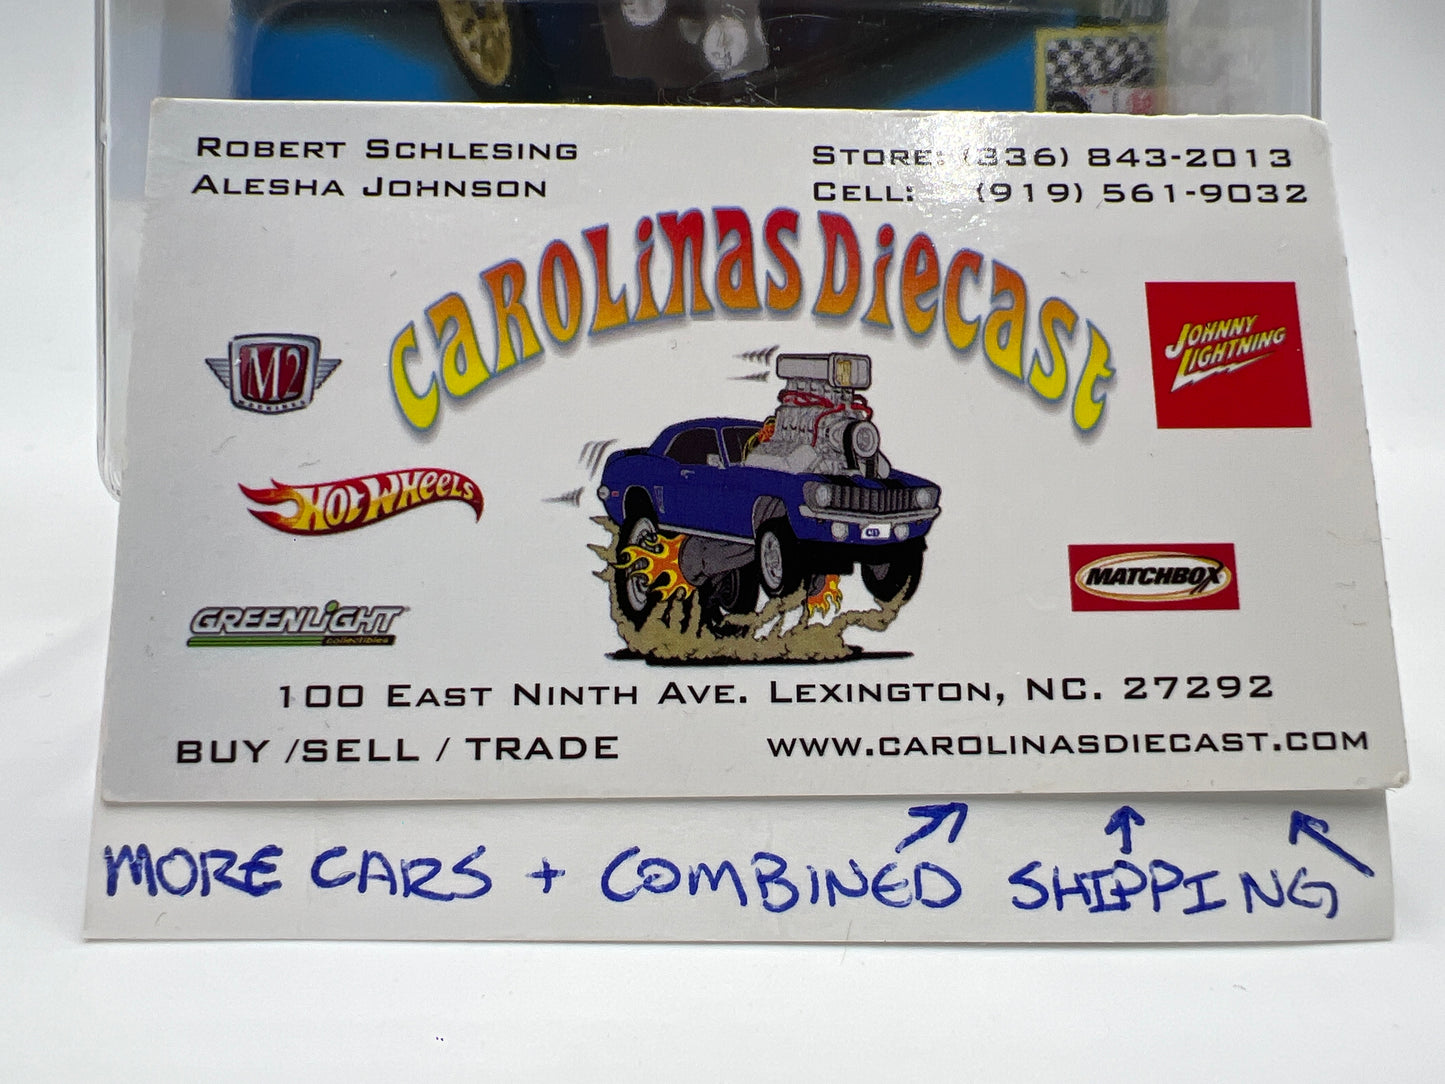 ROBERT SCHLESING
ALESHA JOHNSON
STORE: (336) 843-2013
CELL: (919) 561-9032
CAROLINAS DIECAST
M2
MACHINES
JOHNNY
LIGHTNING
HOT WHEELS
MATCHBOX
GREENLIGHT
collectibles
100 EAST NINTH AVE. LEXINGTON, NC. 27292
BUY /SELL / TRADE
WWW.CAROLINASDIECAST.COM
MORE CARS + COMBINED SHIPPING